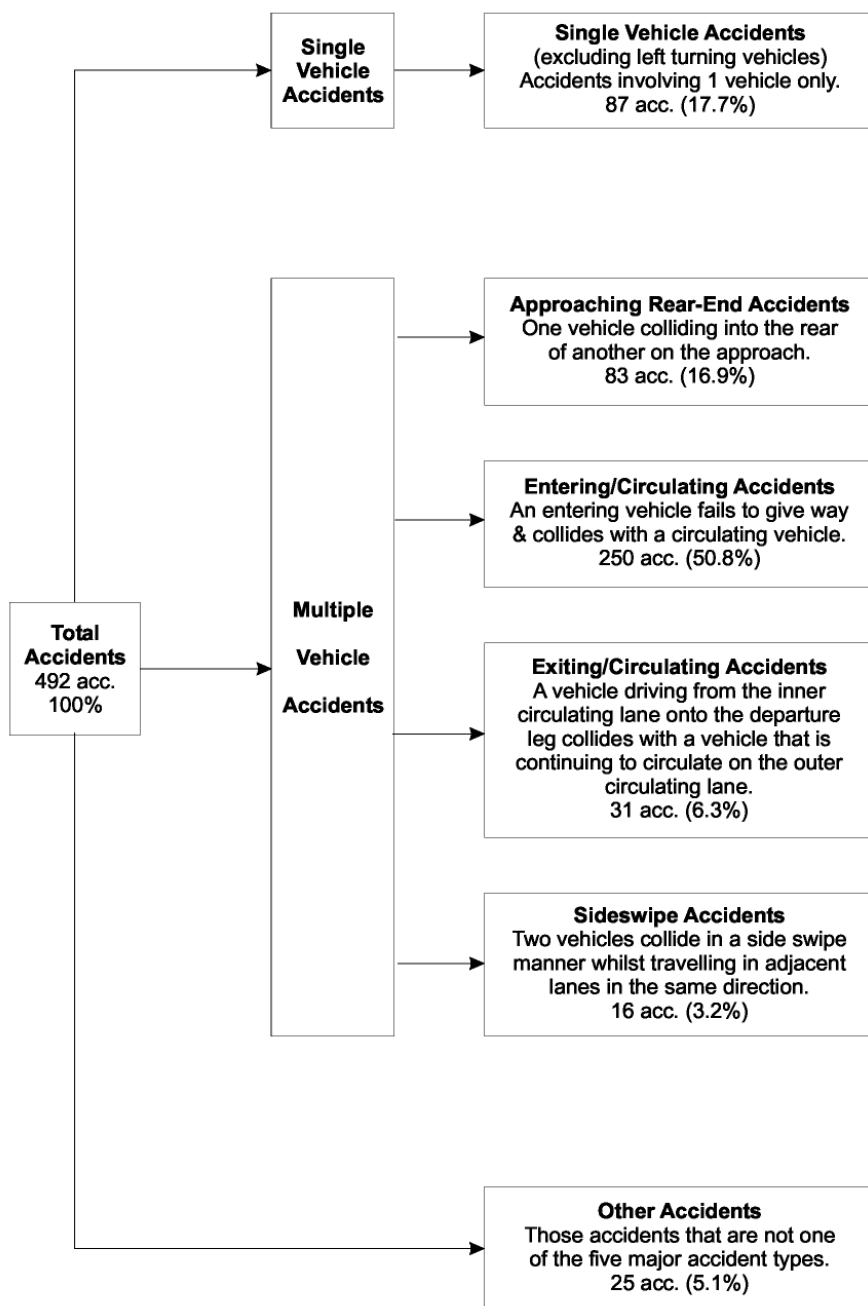 Single
Vehicle
Accidents
Single Vehicle Accidents
(excluding left turning vehicles)
Accidents involving 1 vehicle only.
87 acc. (17.7%)
Approaching Rear-End Accidents
One vehicle colliding into the rear
of another on the approach.
83 acc. (16.9%)
Entering/Circulating Accidents
An entering vehicle fails to give way
& collides with a circulating vehicle.
250 acc. (50.8%)
Total
Accidents
492 acc.
100%
Multiple
Vehicle
Accidents
Exiting/Circulating Accidents
A vehicle driving from the inner
circulating lane onto the departure
leg collides with a vehicle that is
continuing to circulate on the outer
circulating lane.
31 acc. (6.3%)
Sideswipe Accidents
Two vehicles collide in a side swipe
manner whilst travelling in adjacent
lanes in the same direction.
16 acc. (3.2%)
Other Accidents
Those accidents that are not one
of the five major accident types.
25 acc. (5.1%)